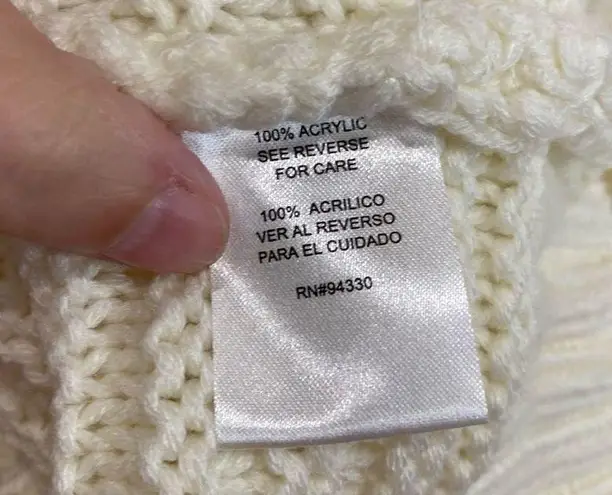 100% ACRYLIC
SEE REVERSE
FOR CARE
100% ACRILICO
VER AL REVERSO
PARA EL CUIDADO
RN#94330